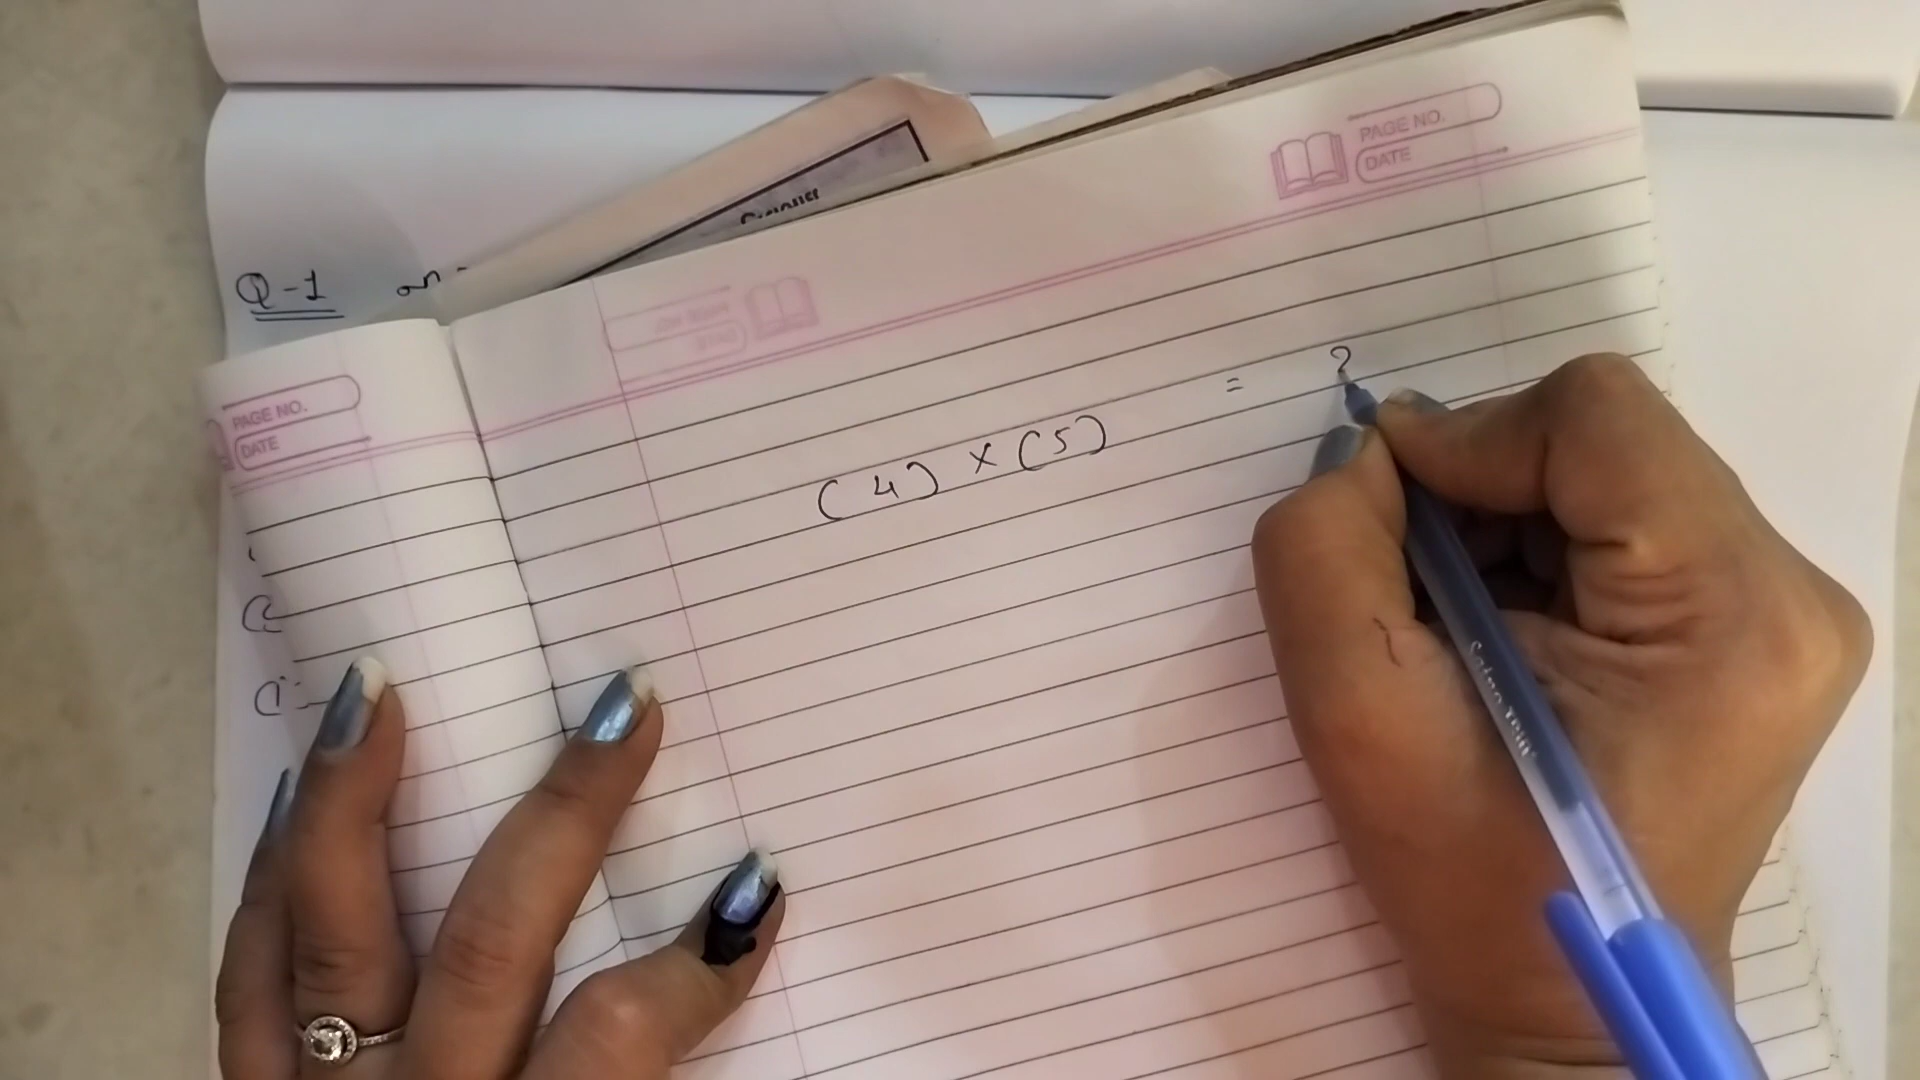 Q-1
PAGE NO.
DATE
PAGE NO.
DATE
(4) × (5) = ?